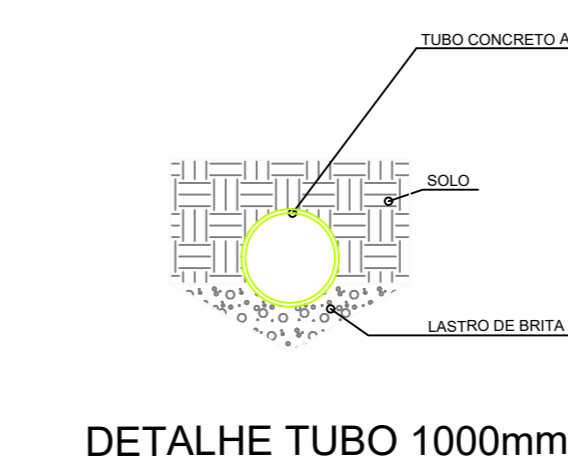 TUBO CONCRETO A
SOLO
LASTRO DE BRITA
DETALHE TUBO 1000mm